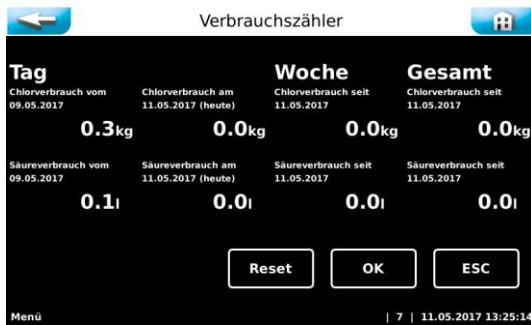 Verbrauchszähler
Tag
Woche
Gesamt
Chlorverbrauch vom
09.05.2017
Chlorverbrauch am
11.05.2017 (heute)
Chlorverbrauch seit
11.05.2017
Chlorverbrauch seit
11.05.2017
0.3kg
0.0kg
0.0kg
0.0kg
Säureverbrauch vom
09.05.2017
Säureverbrauch am
11.05.2017 (heute)
Säureverbrauch seit
11.05.2017
Säureverbrauch seit
11.05.2017
0.1l
0.0l
0.0l
0.0l
Reset
OK
ESC
Menü
| 7 | 11.05.2017 13:25:14